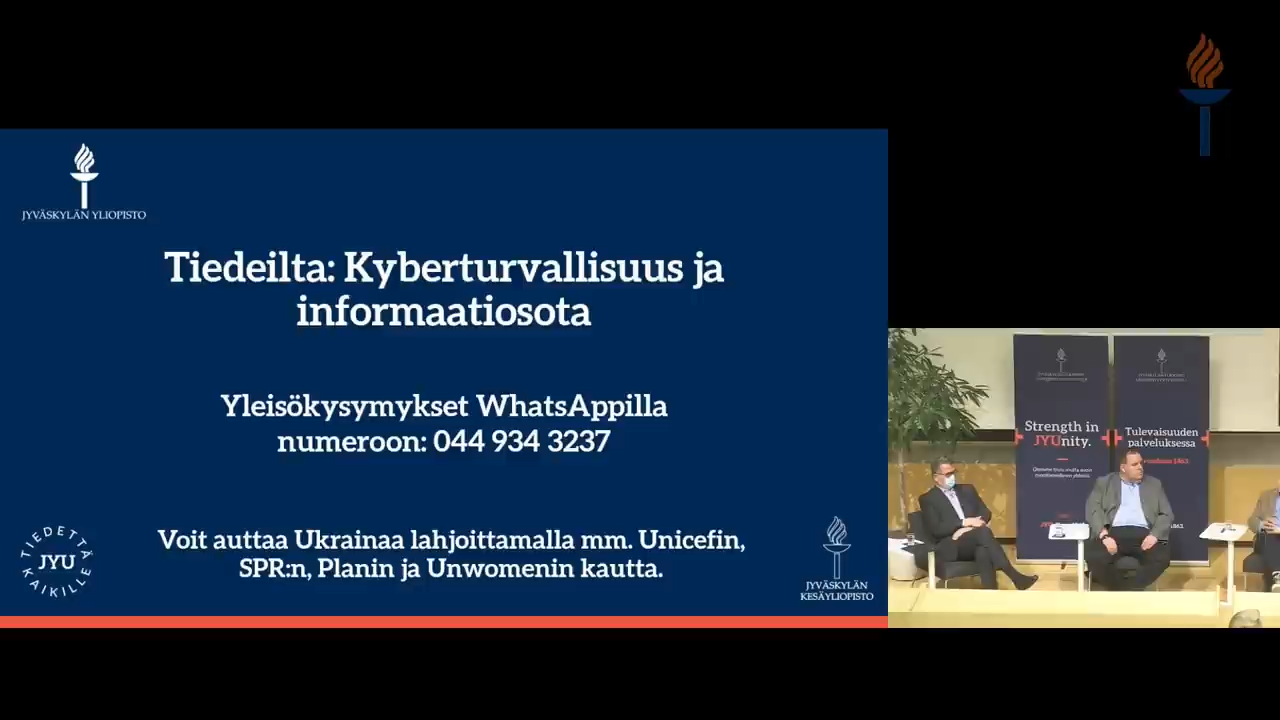 JYVÄSKYLÄN YLIOPISTO
Tiedeilta: Kyberturvallisuus ja
informaatiosota
Yleisökysymykset WhatsAppilla
numeroon: 044 934 3237
Voit auttaa Ukrainaa lahjoittamalla mm. Unicefin,
SPR:n, Planin ja Unwomenin kautta.
TIEDETTÄ
JYU
KAIKILLE
JYVÄSKYLÄN
KESÄYLIOPISTO
Strength in
JYUnity.
Tulevaisuuden
palveluksessa